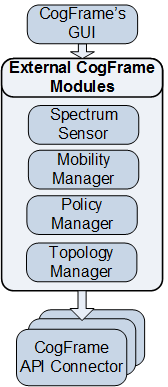 CogFrame's
GUI
External CogFrame
Modules
Spectrum
Sensor
Mobility
Manager
Policy
Manager
Topology
Manager
CogFrame
API Connector